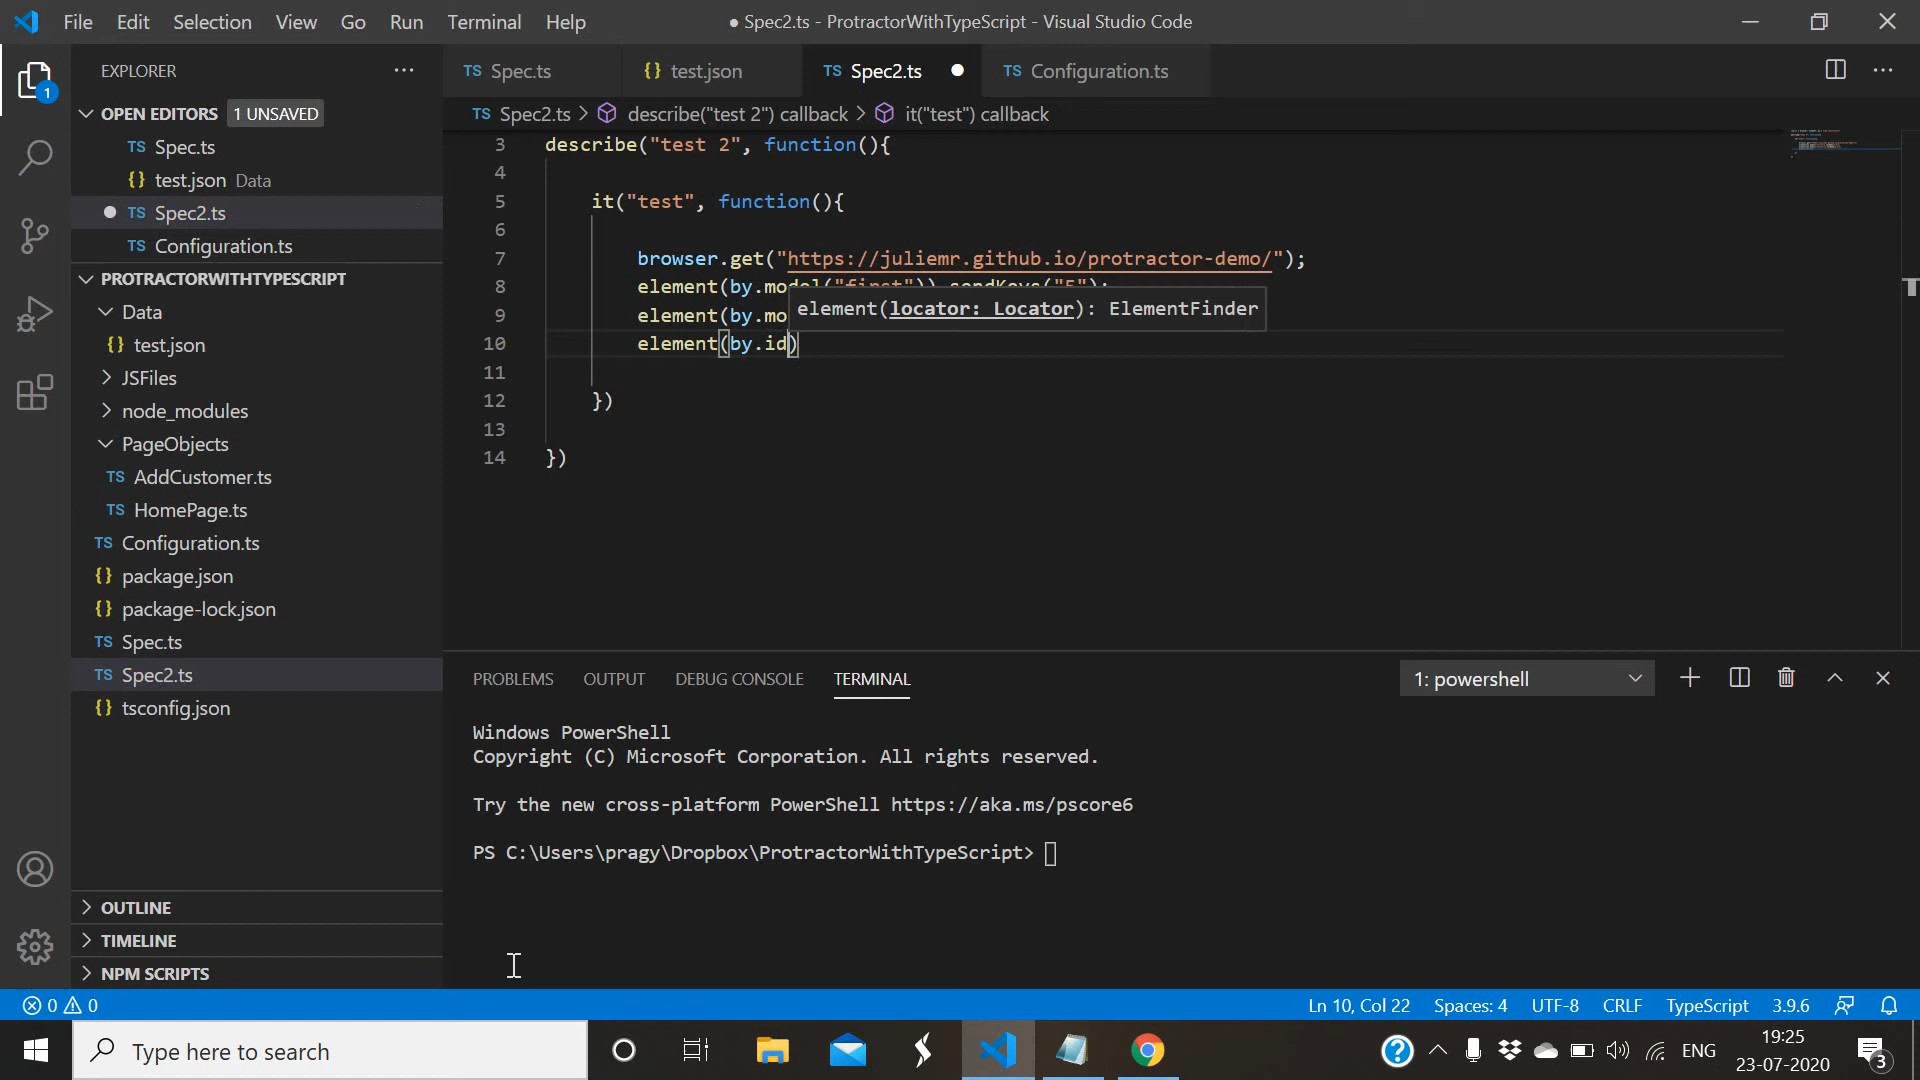 File Edit Selection View Go Run Terminal Help
● Spec2.ts - ProtractorWithTypeScript - Visual Studio Code
EXPLORER
OPEN EDITORS 1 UNSAVED
TS Spec.ts
{} test.json Data
TS Spec2.ts
TS Configuration.ts
PROTRACTORWITHTYPESCRIPT
Data
{} test.json
JSFiles
node_modules
PageObjects
TS AddCustomer.ts
TS HomePage.ts
TS Configuration.ts
{} package.json
{} package-lock.json
TS Spec.ts
TS Spec2.ts
{} tsconfig.json
OUTLINE
TIMELINE
NPM SCRIPTS
1
TS Spec.ts {} test.json TS Spec2.ts TS Configuration.ts
TS Spec2.ts > describe("test 2") callback > it("test") callback
3 describe("test 2", function(){
4
5 it("test", function(){
6
7 browser.get("https://juliemr.github.io/protractor-demo/");
8 element(by.model("first")).sendKeys("5");
element(locator: Locator): ElementFinder
9 element(by.mo
10 element(by.id)
11
12 })
13
14 })
PROBLEMS OUTPUT DEBUG CONSOLE TERMINAL
1: powershell
Windows PowerShell
Copyright (C) Microsoft Corporation. All rights reserved.
Try the new cross-platform PowerShell https://aka.ms/pscore6
PS C:\Users\pragy\Dropbox\ProtractorWithTypeScript>
0 0
Ln 10, Col 22 Spaces: 4 UTF-8 CRLF TypeScript 3.9.6
Type here to search
ENG
19:25
23-07-2020
3